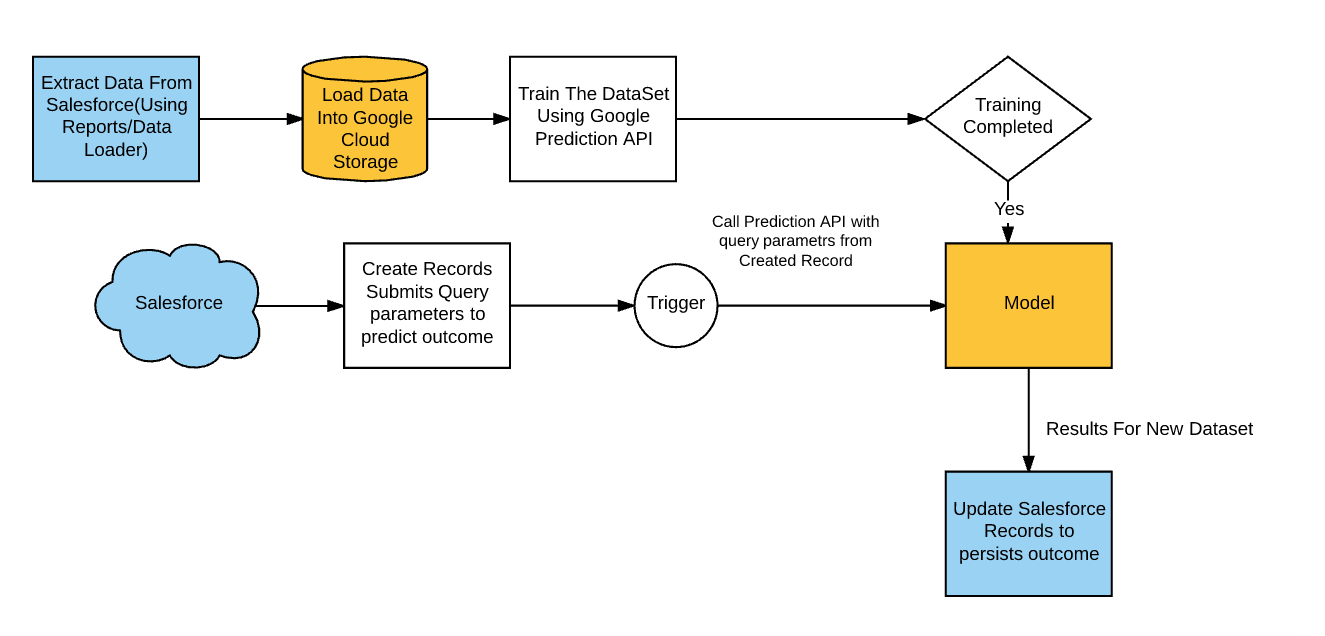 Extract Data From
Salesforce(Using
Reports/Data
Loader)
Load Data
Into Google
Cloud
Storage
Train The DataSet
Using Google
Prediction API
Training
Completed
Yes
Salesforce
Create Records
Submits Query
parameters to
predict outcome
Trigger
Call Prediction API with
query parametrs from
Created Record
Model
Results For New Dataset
Update Salesforce
Records to
persists outcome